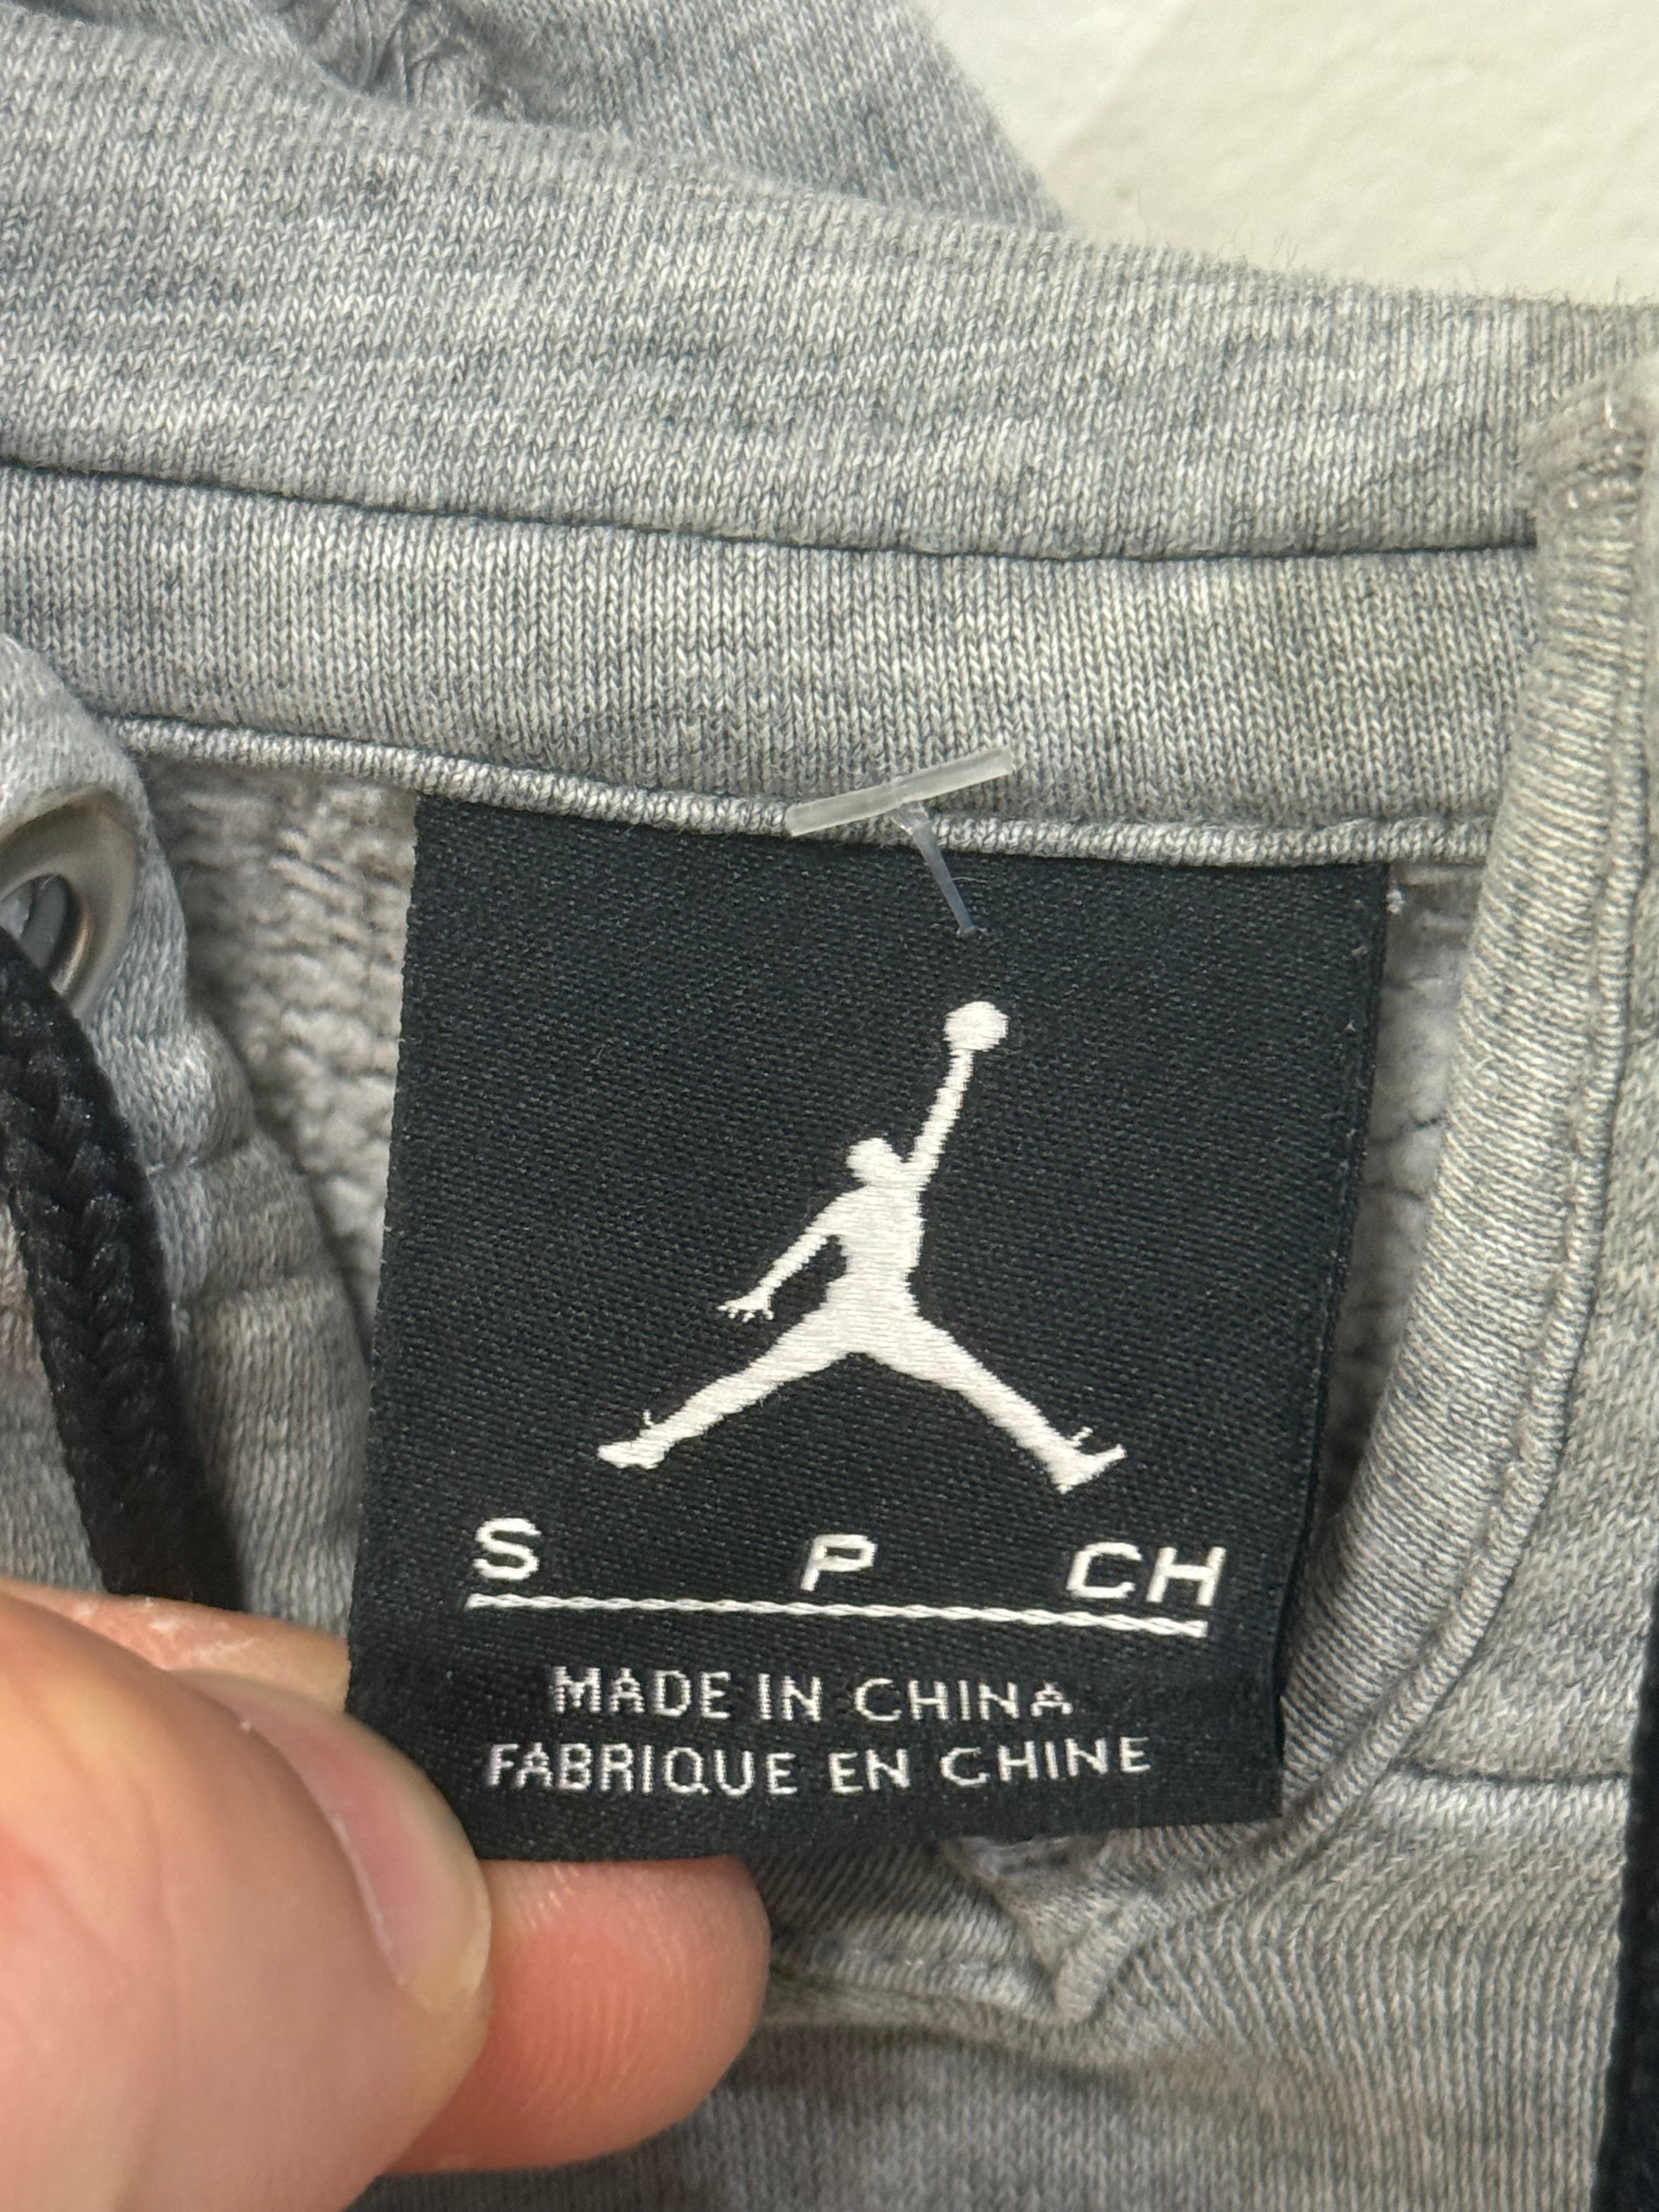 S P CH
MADE IN CHINA
FABRIQUE EN CHINE